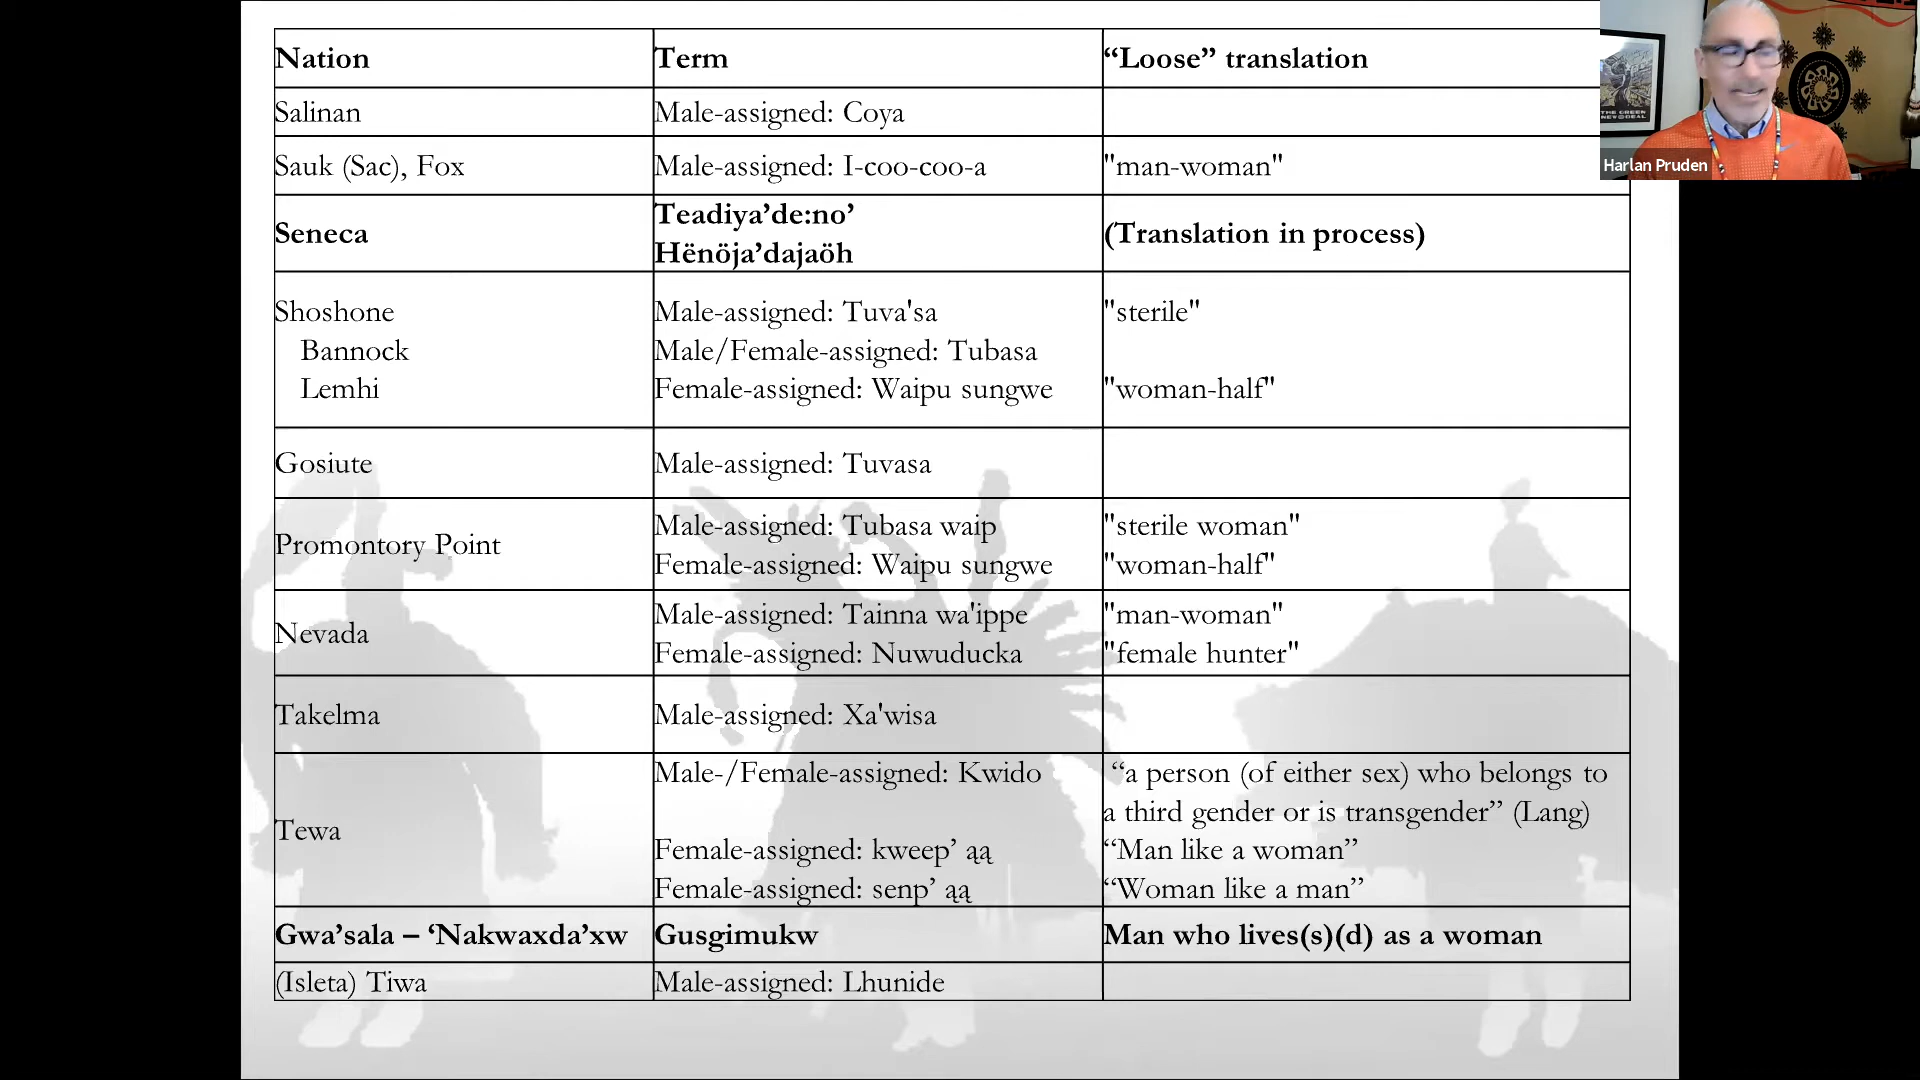 Nation Term “Loose” translation
Salinan Male-assigned: Coya
Sauk (Sac), Fox Male-assigned: I-coo-coo-a "man-woman"
Seneca Teadiya’de:no’ (Translation in process)
Hënöja’dajaöh
Shoshone Male-assigned: Tuva'sa "sterile"
Bannock Male/Female-assigned: Tubasa
Lemhi Female-assigned: Waipu sungwe "woman-half"
Gosiute Male-assigned: Tuvasa
Promontory Point Male-assigned: Tubasa waip "sterile woman"
Female-assigned: Waipu sungwe "woman-half"
Nevada Male-assigned: Tainna wa'ippe "man-woman"
Female-assigned: Nuwuducka "female hunter"
Takelma Male-assigned: Xa'wisa
Tewa Male-/Female-assigned: Kwido “a person (of either sex) who belongs to
a third gender or is transgender” (Lang)
Female-assigned: kweep’ ąą “Man like a woman”
Female-assigned: senp’ ąą “Woman like a man”
Gwa’sala – ‘Nakwaxda’xw Gusgimukw Man who lives(s)(d) as a woman
(Isleta) Tiwa Male-assigned: Lhunide
THE GREEN
NEW DEAL
Harlan Pruden